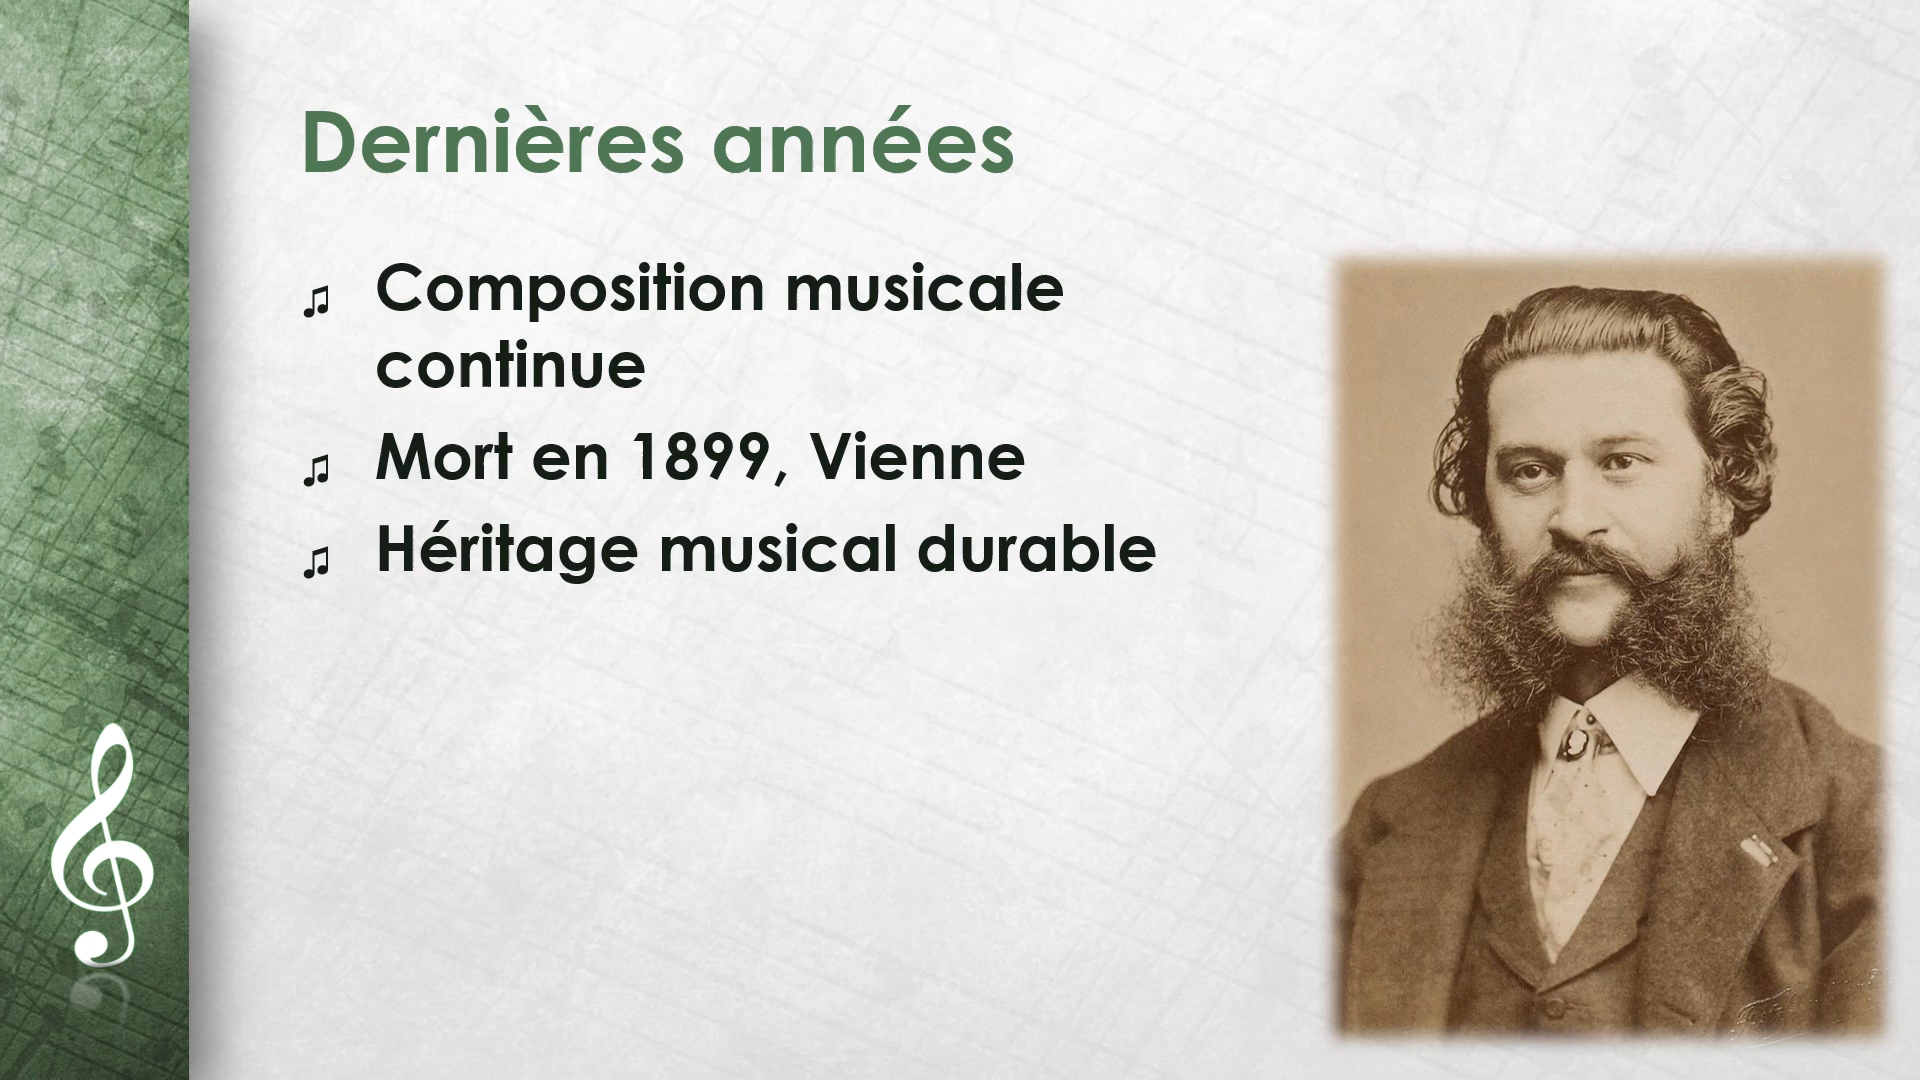 Dernières années
♫ Composition musicale
continue
♫ Mort en 1899, Vienne
♫ Héritage musical durable